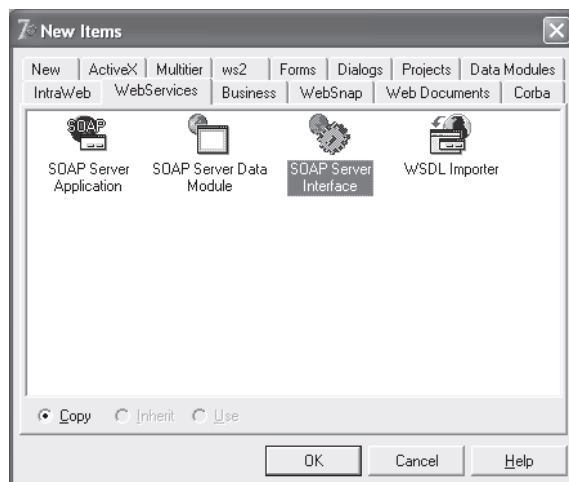 7 New Items
New ActiveX Multitier ws2 Forms Dialogs Projects Data Modules
IntraWeb WebServices Business WebSnap Web Documents Corba
SOAP
SOAP Server Application
SOAP Server Data Module
SOAP Server Interface
WSDL Importer
Copy Inherit Use
OK Cancel Help